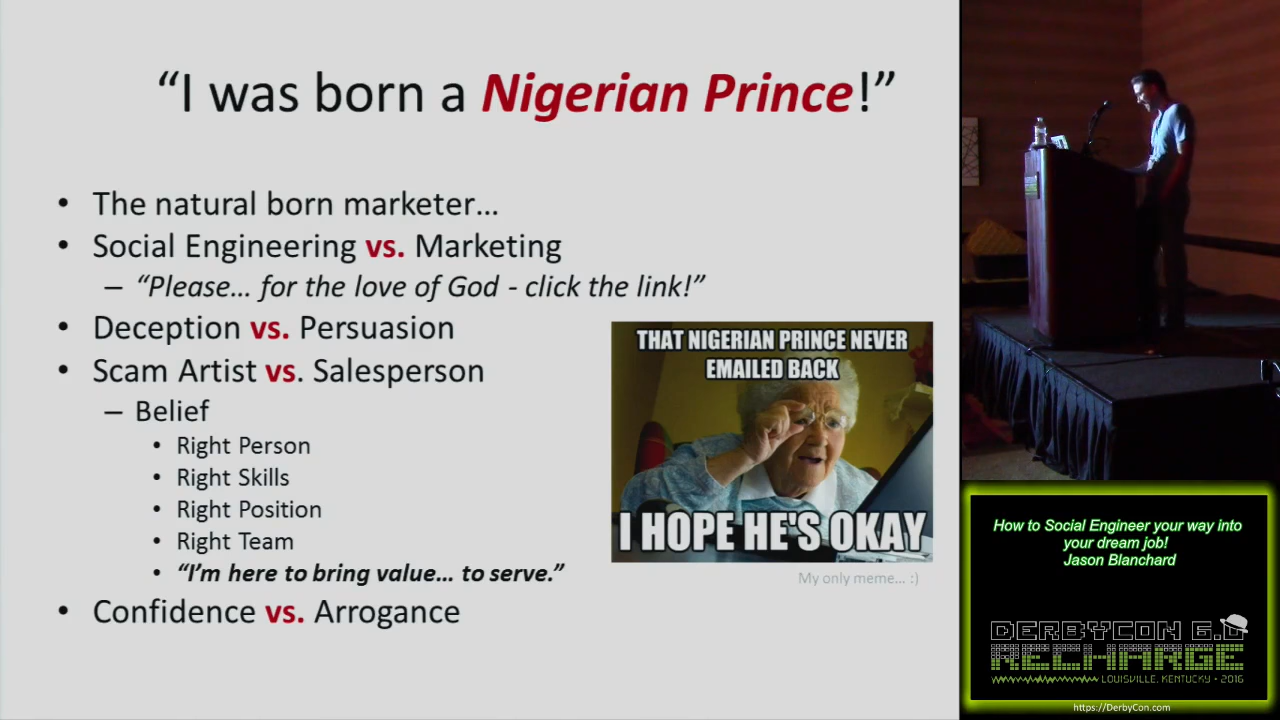 “I was born a Nigerian Prince!”
• The natural born marketer…
• Social Engineering vs. Marketing
– “Please… for the love of God - click the link!”
• Deception vs. Persuasion
• Scam Artist vs. Salesperson
– Belief
• Right Person
• Right Skills
• Right Position
• Right Team
• “I’m here to bring value… to serve.”
• Confidence vs. Arrogance
THAT NIGERIAN PRINCE NEVER
EMAILED BACK
I HOPE HE'S OKAY
My only meme… :)
How to Social Engineer your way into
your dream job!
Jason Blanchard
DERBYCON 6.0
RECHARGE
LOUISVILLE, KENTUCKY • 2016
https://DerbyCon.com